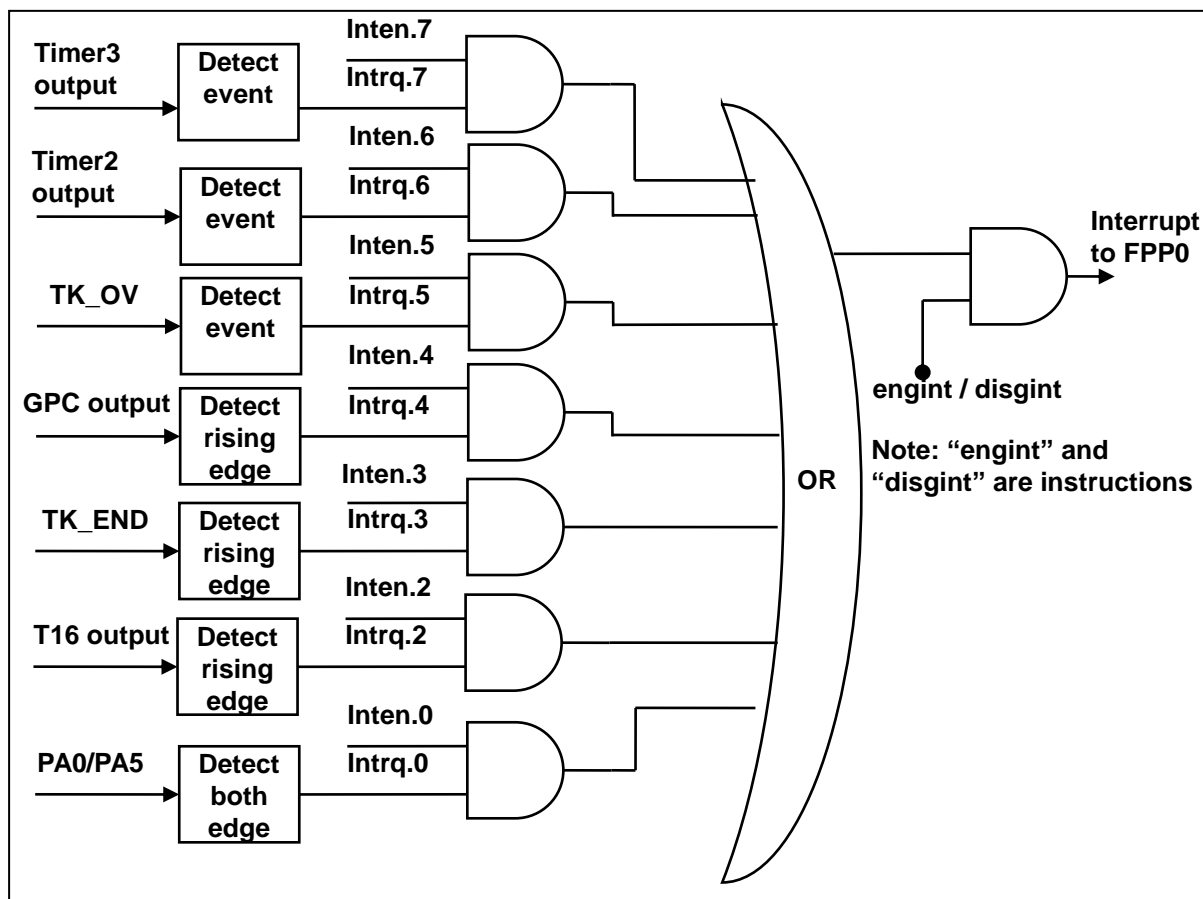 Timer3
output
Detect
event
Inten.7
Intrq.7
Timer2
output
Detect
event
Inten.6
Intrq.6
TK_OV
Detect
event
Inten.5
Intrq.5
GPC output
Detect
rising
edge
Inten.4
Intrq.4
TK_END
Detect
rising
edge
Inten.3
Intrq.3
T16 output
Detect
rising
edge
Inten.2
Intrq.2
PA0/PA5
Detect
both
edge
Inten.0
Intrq.0
OR
Interrupt
to FPP0
engint / disgint
Note: “engint” and
“disgint” are instructions